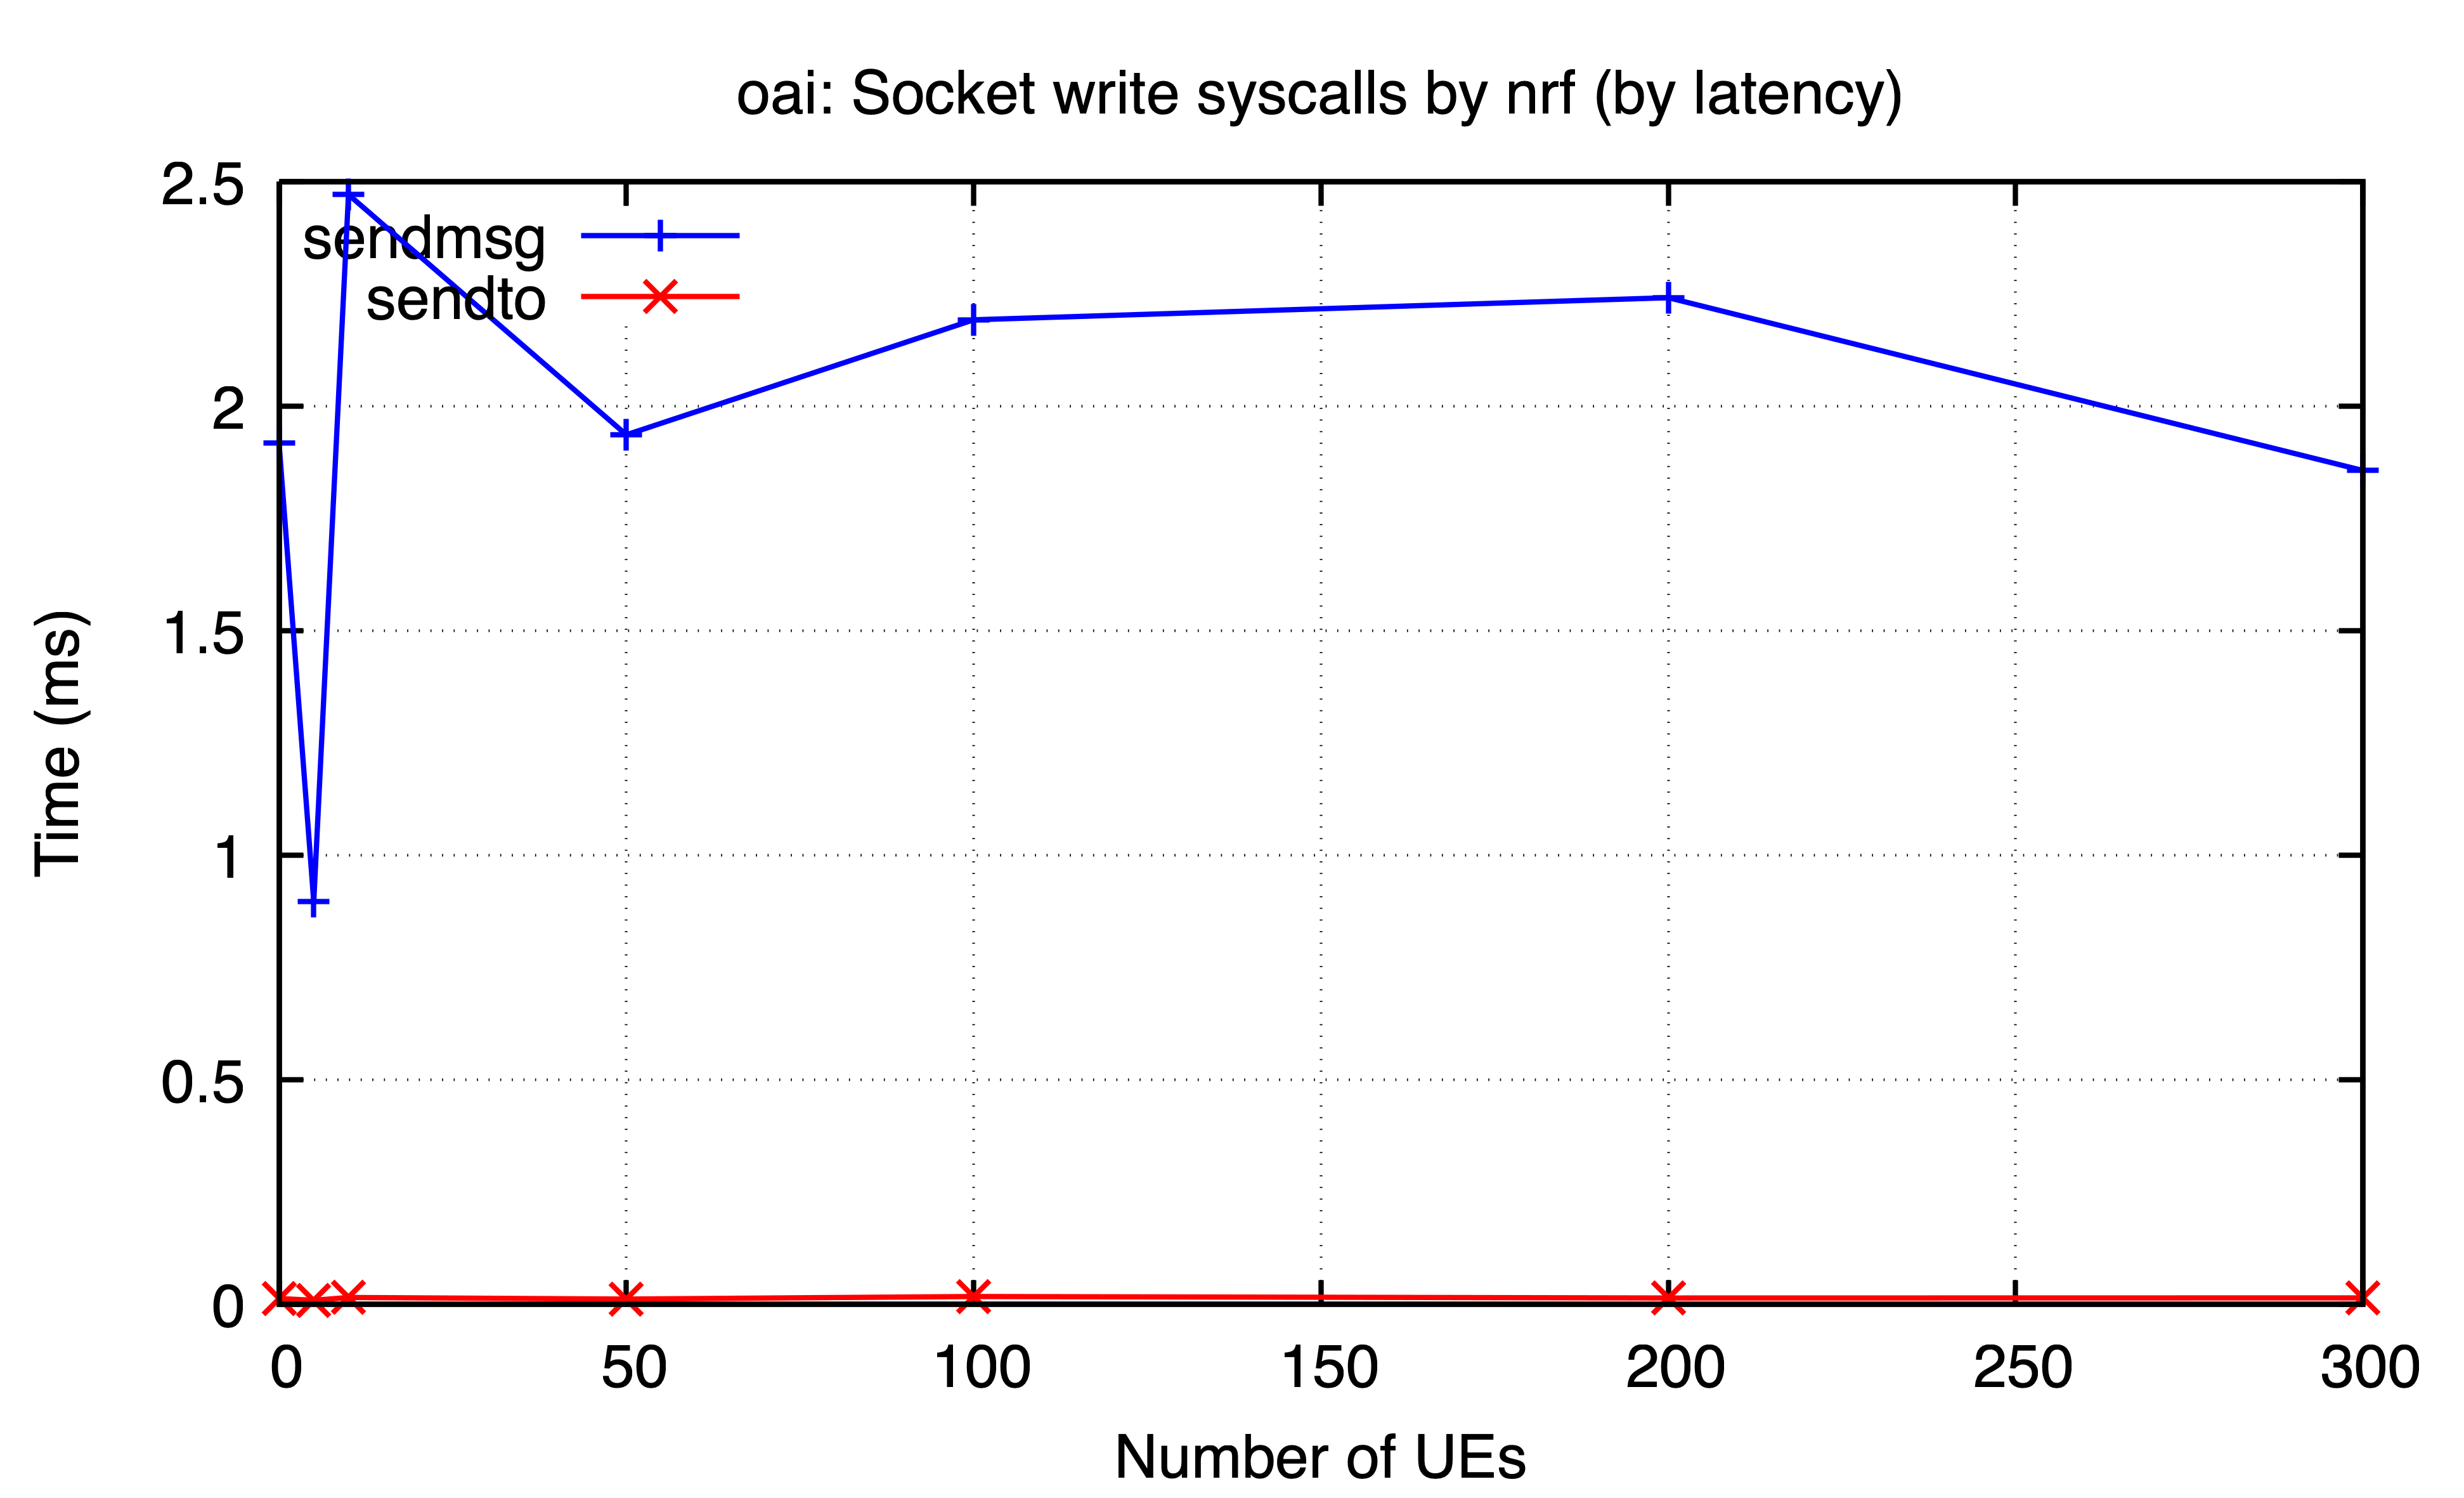 oai: Socket write syscalls by nrf (by latency)
2.5
sendmsg
sendto
2
1.5
Time (ms)
1
0.5
0
0 50 100 150 200 250 300
Number of UEs